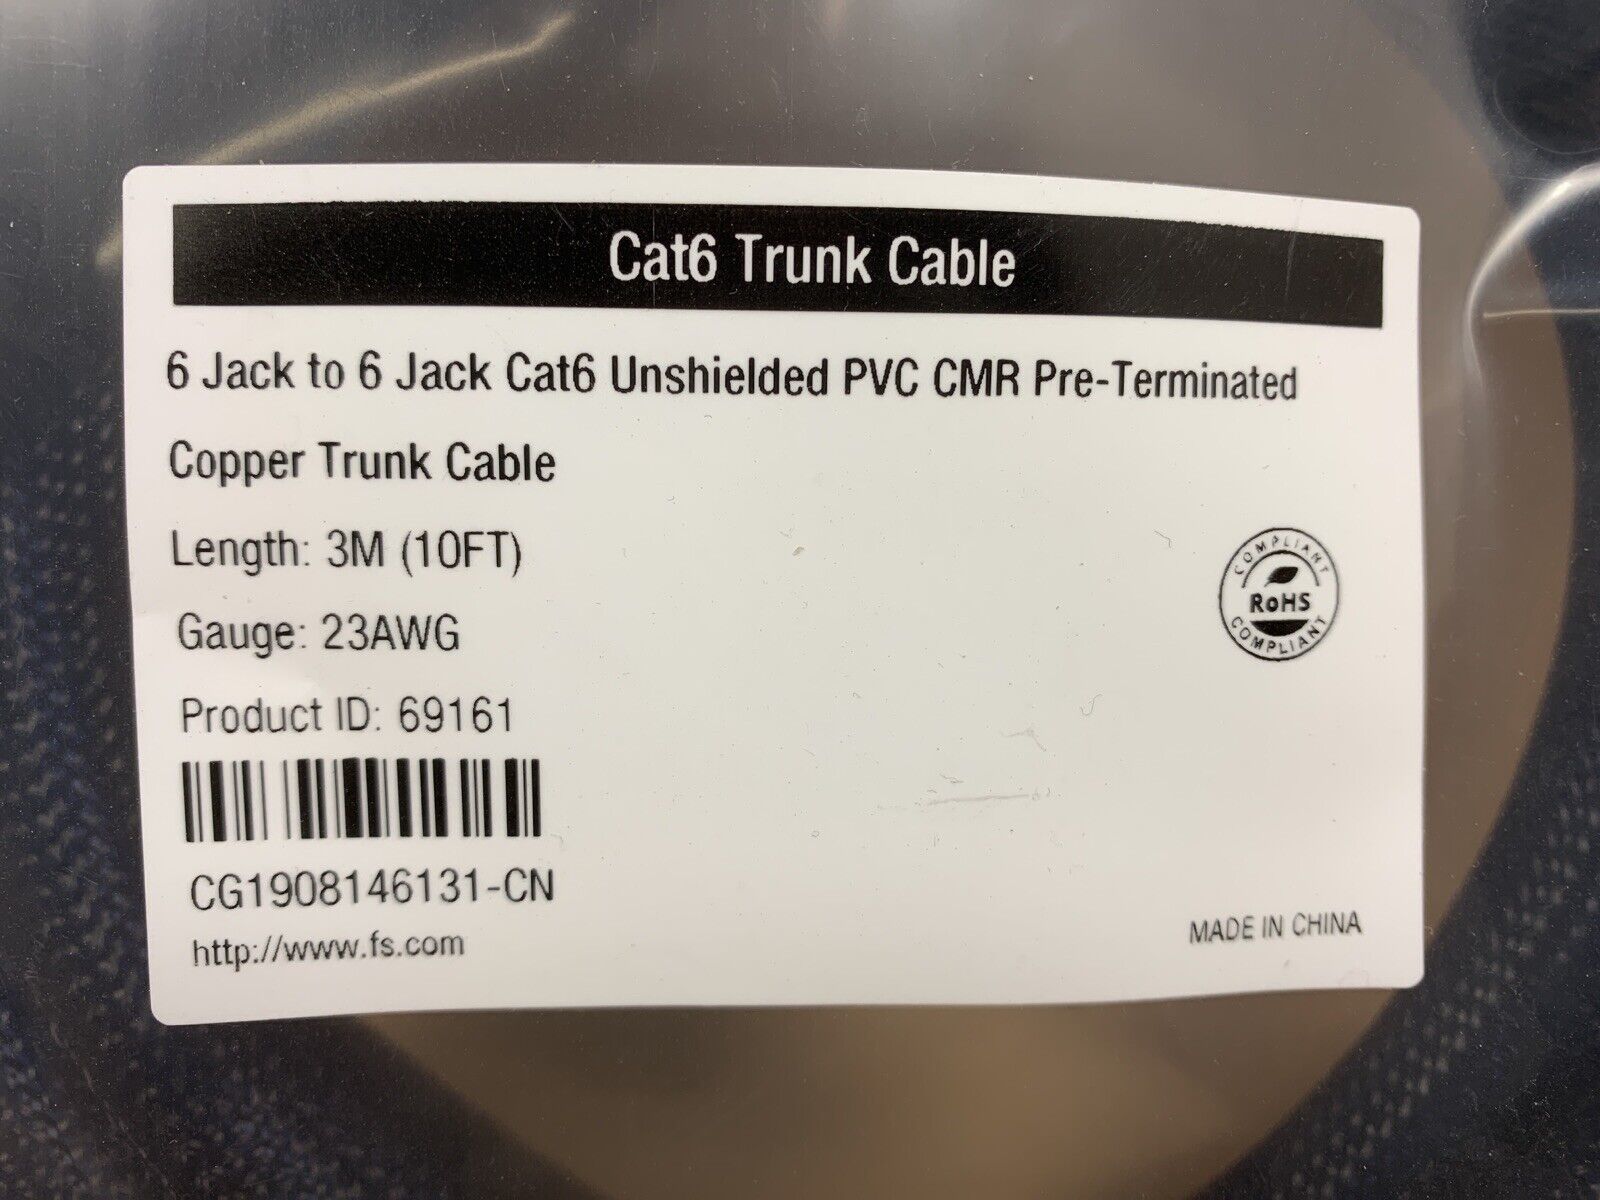 Cat6 Trunk Cable
6 Jack to 6 Jack Cat6 Unshielded PVC CMR Pre-Terminated
Copper Trunk Cable
Length: 3M (10FT)
Gauge: 23AWG
Product ID: 69161
CG1908146131-CN
http://www.fs.com
COMPLIANT
RoHS
COMPLIANT
MADE IN CHINA